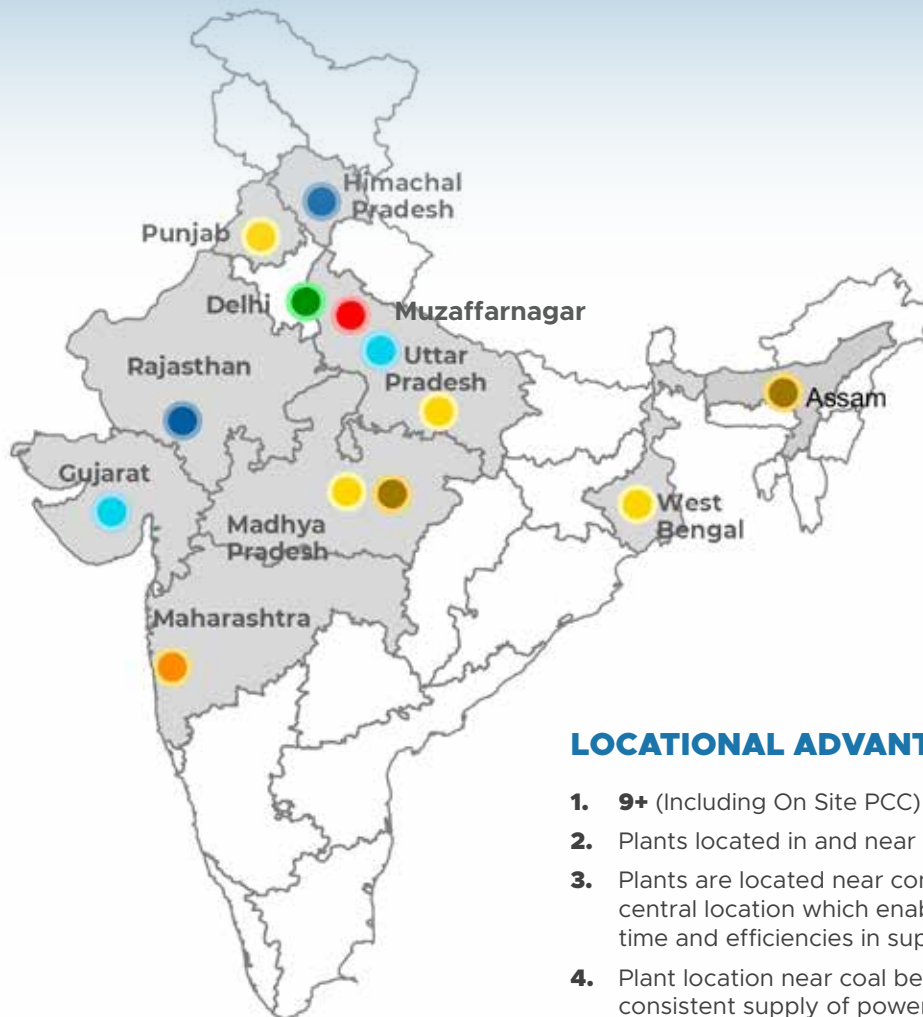 Himachal
Pradesh
Punjab
Delhi
Muzaffarnagar
Uttar
Pradesh
Rajasthan
Assam
Gujarat
West
Bengal
Madhya
Pradesh
Maharashtra
LOCATIONAL ADVANT
1. 9+ (Including On Site PCC)
2. Plants located in and near
3. Plants are located near cor
central location which enab
time and efficiencies in sup
4. Plant location near coal be
consistent supply of power